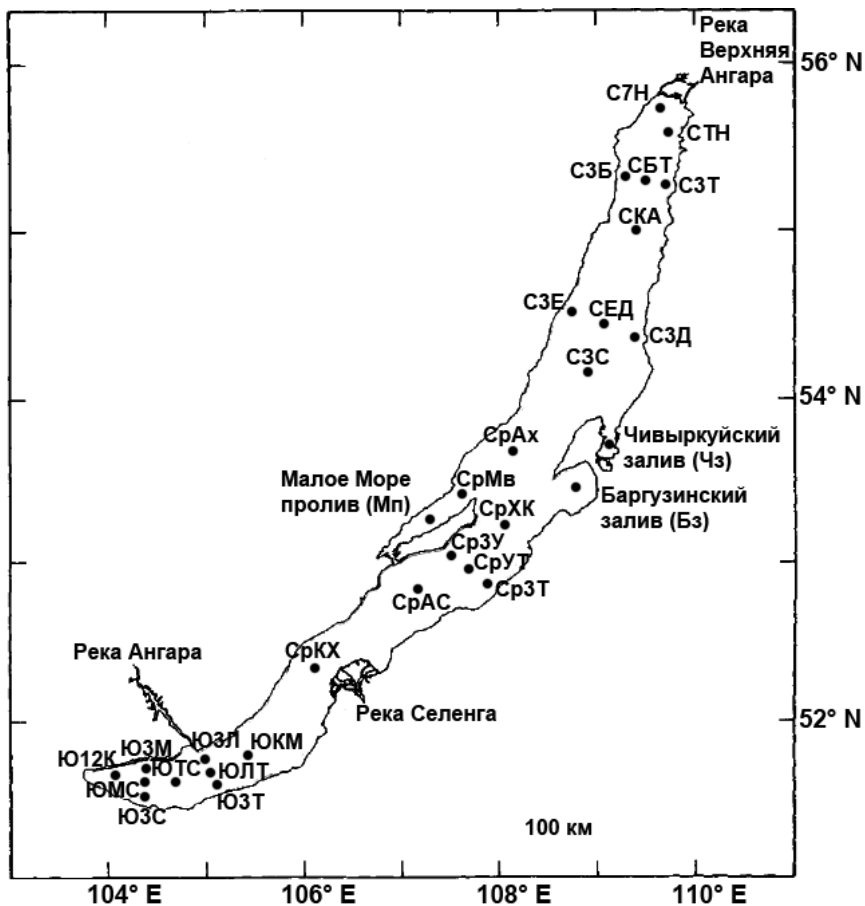 Река
Верхняя
Ангара
56° N
С7Н
СТН
С3Б
СБТ
С3Т
СКА
С3Е
СЕД
С3Д
С3С
54° N
СрАх
Чивыркуйский
залив (Чз)
Малое Море
пролив (Мп)
СрМв
СрХК
Баргузинский
залив (Бз)
Ср3У
СрУТ
Ср3Т
СрАС
Река Ангара
СрКХ
Река Селенга
52° N
Ю12К
Ю3М
Ю3Л
ЮКМ
ЮМС
ЮТС
ЮЛТ
Ю3Т
Ю3С
100 км
104° E
106° E
108° E
110° E